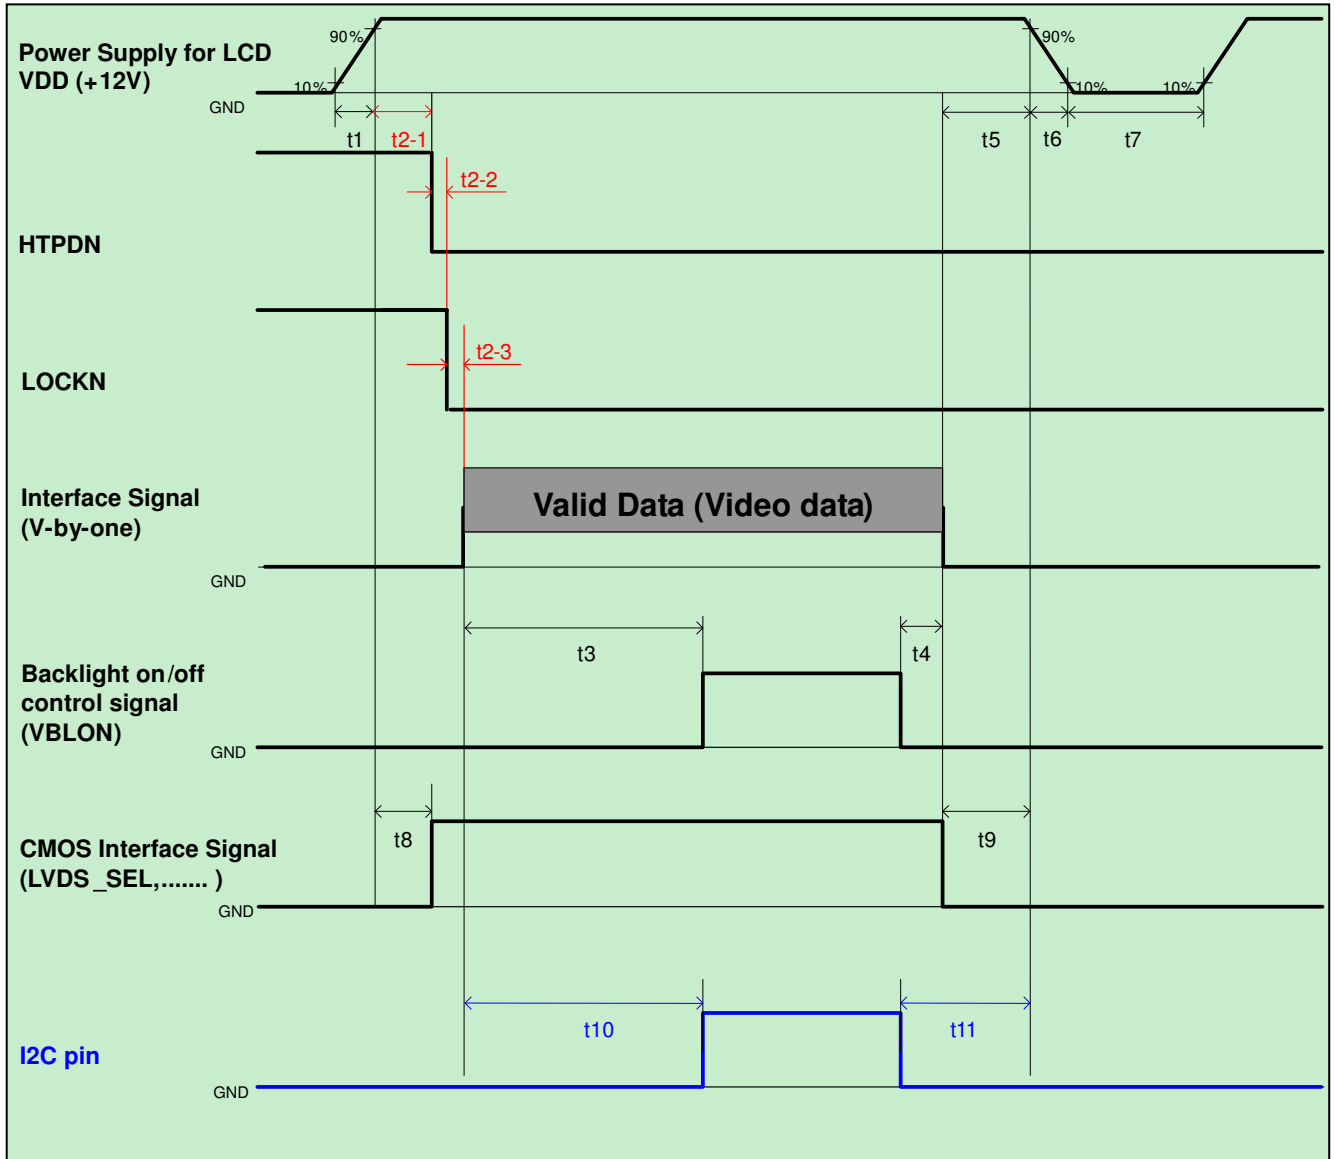 Power Supply for LCD
VDD (+12V)
90%
10%
GND
90%
10%
10%
t1
t2-1
t5
t6
t7
t2-2
HTPDN
t2-3
LOCKN
Interface Signal
(V-by-one)
Valid Data (Video data)
GND
t3
t4
Backlight on/off
control signal
(VBLON)
GND
t8
t9
CMOS Interface Signal
(LVDS_SEL,....... )
GND
t10
t11
I2C pin
GND